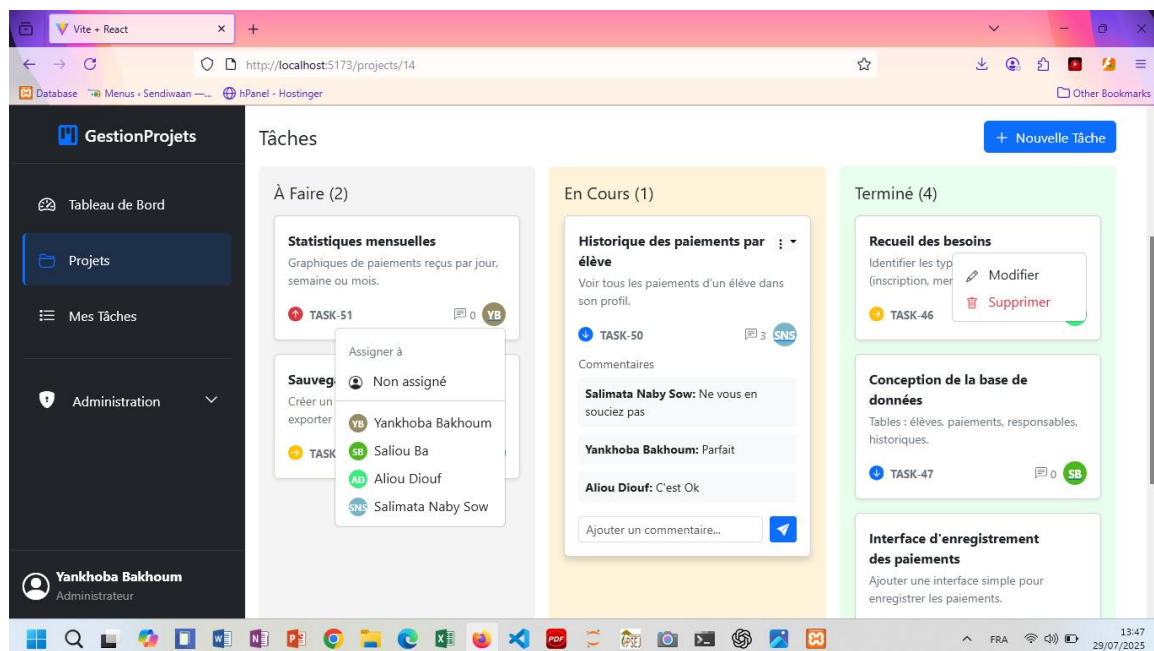 Vite + React
http://localhost:5173/projects/14
Database
Menus ‹ Sendiwaan —...
hPanel - Hostinger
Other Bookmarks
GestionProjets
Tableau de Bord
Projets
Mes Tâches
Administration
Yankhoba Bakhoum
Administrateur
Tâches
+ Nouvelle Tâche
À Faire (2)
Statistiques mensuelles
Graphiques de paiements reçus par jour,
semaine ou mois.
TASK-51
0 YB
Assigner à
Non assigné
YB Yankhoba Bakhoum
SB Saliou Ba
AD Aliou Diouf
SNS Salimata Naby Sow
Créer un
exporter
TASK
En Cours (1)
Historique des paiements par
élève
Voir tous les paiements d'un élève dans
son profil.
TASK-50
3 SNS
Commentaires
Salimata Naby Sow: Ne vous en
souciez pas
Yankhoba Bakhoum: Parfait
Aliou Diouf: C'est Ok
Ajouter un commentaire...
Terminé (4)
Recueil des besoins
Identifier les
(inscription,
Modifier
Supprimer
TASK-46
Conception de la base de
données
Tables : élèves, paiements, responsables,
historiques.
TASK-47
0 SB
Interface d'enregistrement
des paiements
Ajouter une interface simple pour
enregistrer les paiements.
FRA
13:47
29/07/2025